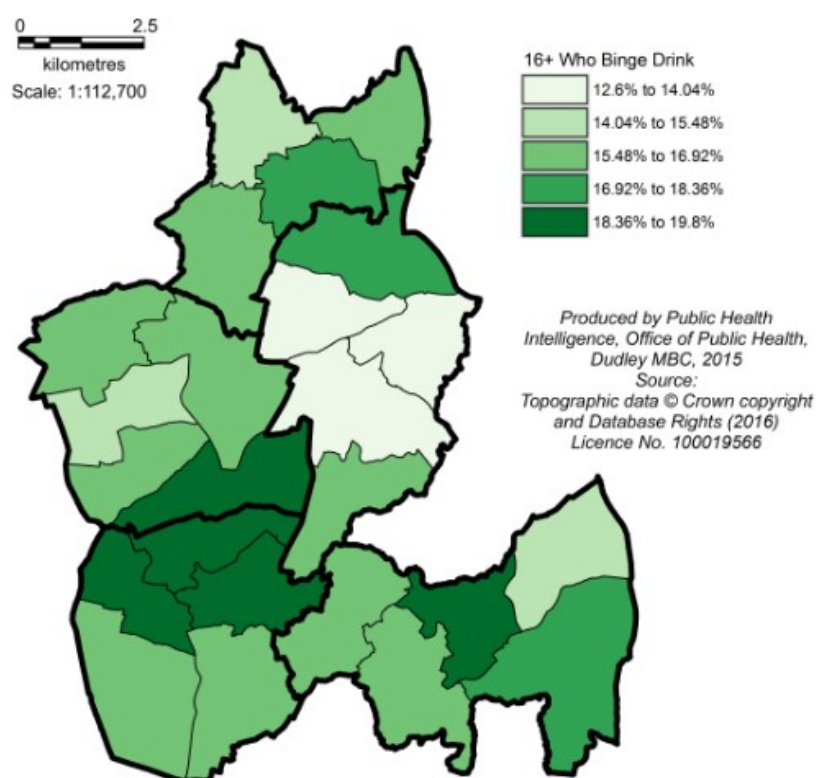 0 2.5
kilometres
Scale: 1:112,700
16+ Who Binge Drink
12.6% to 14.04%
14.04% to 15.48%
15.48% to 16.92%
16.92% to 18.36%
18.36% to 19.8%
Produced by Public Health
Intelligence, Office of Public Health,
Dudley MBC, 2015
Source:
Topographic data © Crown copyright
and Database Rights (2016)
Licence No. 100019566